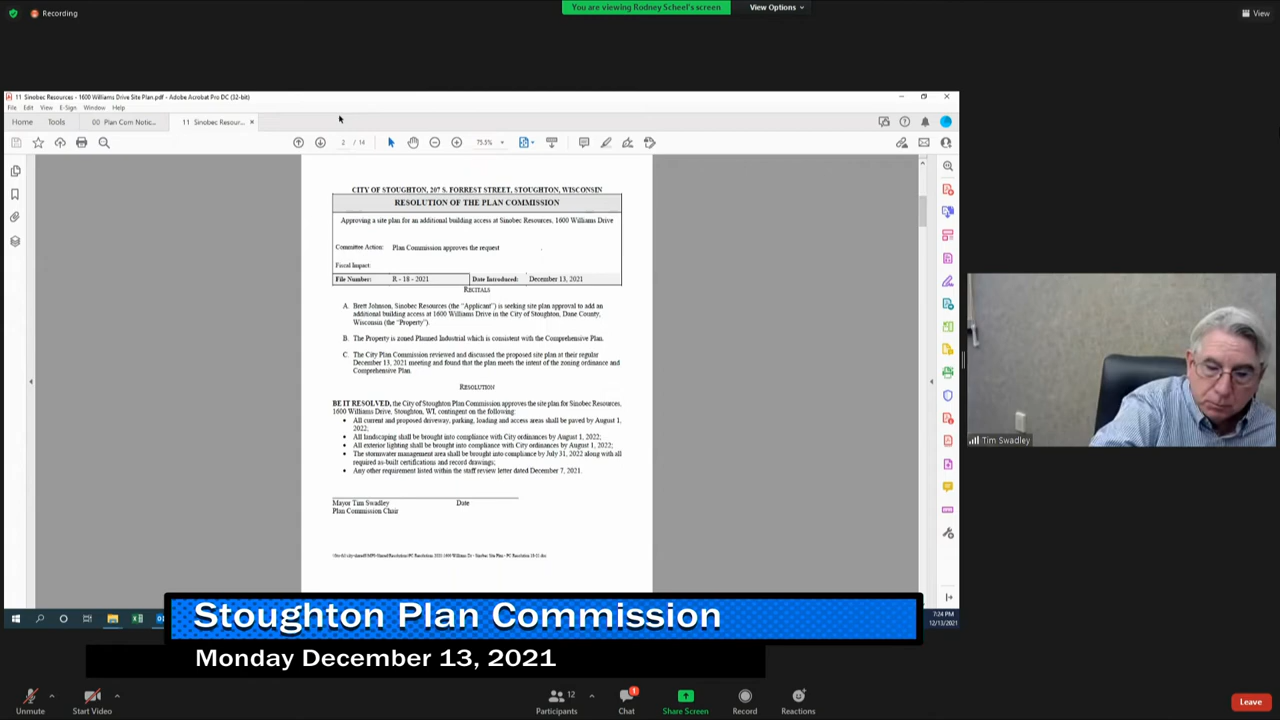 Recording
You are viewing Rodney Scheel's screen
View Options
View
11 Sinobec Resources - 1600 Williams Drive Site Plan.pdf - Adobe Acrobat Pro DC (32-bit)
File Edit View E-Sign Window Help
Home Tools 00 Plan Com Notic... 11 Sinobec Resour... ×
2 / 14 75.5%
CITY OF STOUGHTON, 207 S. FORREST STREET, STOUGHTON, WISCONSIN
RESOLUTION OF THE PLAN COMMISSION
Approving a site plan for an additional building access at Sinobec Resources, 1600 Williams Drive
Committee Action: Plan Commission approves the request
Fiscal Impact:
File Number: R - 18 - 2021 Date Introduced: December 13, 2021
RECITALS
A. Brett Johnson, Sinobec Resources (the "Applicant") is seeking site plan approval to add an
additional building access at 1600 Williams Drive in the City of Stoughton, Dane County,
Wisconsin (the "Property").
B. The Property is zoned Planned Industrial which is consistent with the Comprehensive Plan.
C. The City Plan Commission reviewed and discussed the proposed site plan at their regular
December 13, 2021 meeting and found that the plan meets the intent of the zoning ordinance and
Comprehensive Plan.
RESOLUTION
BE IT RESOLVED, the City of Stoughton Plan Commission approves the site plan for Sinobec Resources,
1600 Williams Drive, Stoughton, WI, contingent on the following:
• All current and proposed driveway, parking, loading and access areas shall be paved by August 1,
2022;
• All landscaping shall be brought into compliance with City ordinances by August 1, 2022;
• All exterior lighting shall be brought into compliance with City ordinances by August 1, 2022;
• The stormwater management area shall be brought into compliance by July 31, 2022 along with all
required as-built certifications and record drawings;
• Any other requirement listed within the staff review letter dated December 7, 2021.
Mayor Tim Swadley Date
Plan Commission Chair
Tim Swadley
7:24 PM
12/13/2021
Stoughton Plan Commission
Monday December 13, 2021
Unmute Start Video Participants 12 Chat 1 Share Screen Record Reactions Leave